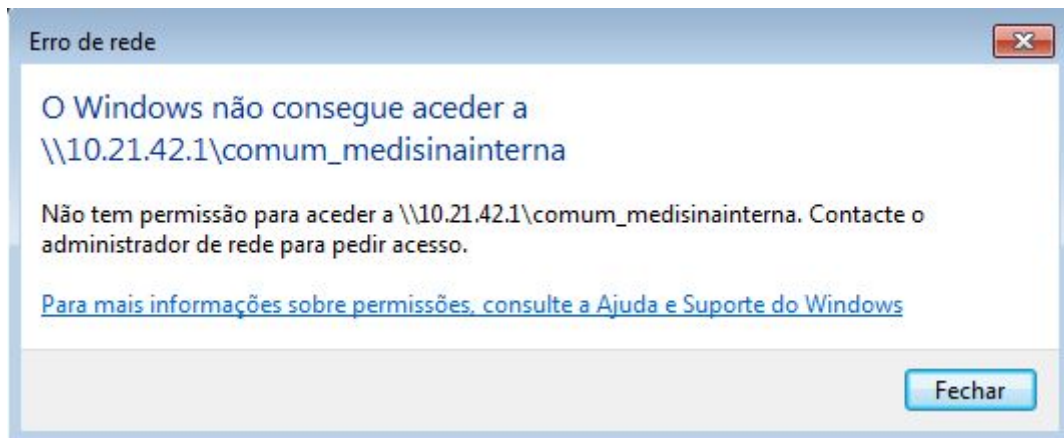 Erro de rede
O Windows não consegue aceder a
\\10.21.42.1\comum_medisinainterna
Não tem permissão para aceder a \\10.21.42.1\comum_medisinainterna. Contacte o
administrador de rede para pedir acesso.
Para mais informações sobre permissões, consulte a Ajuda e Suporte do Windows
Fechar